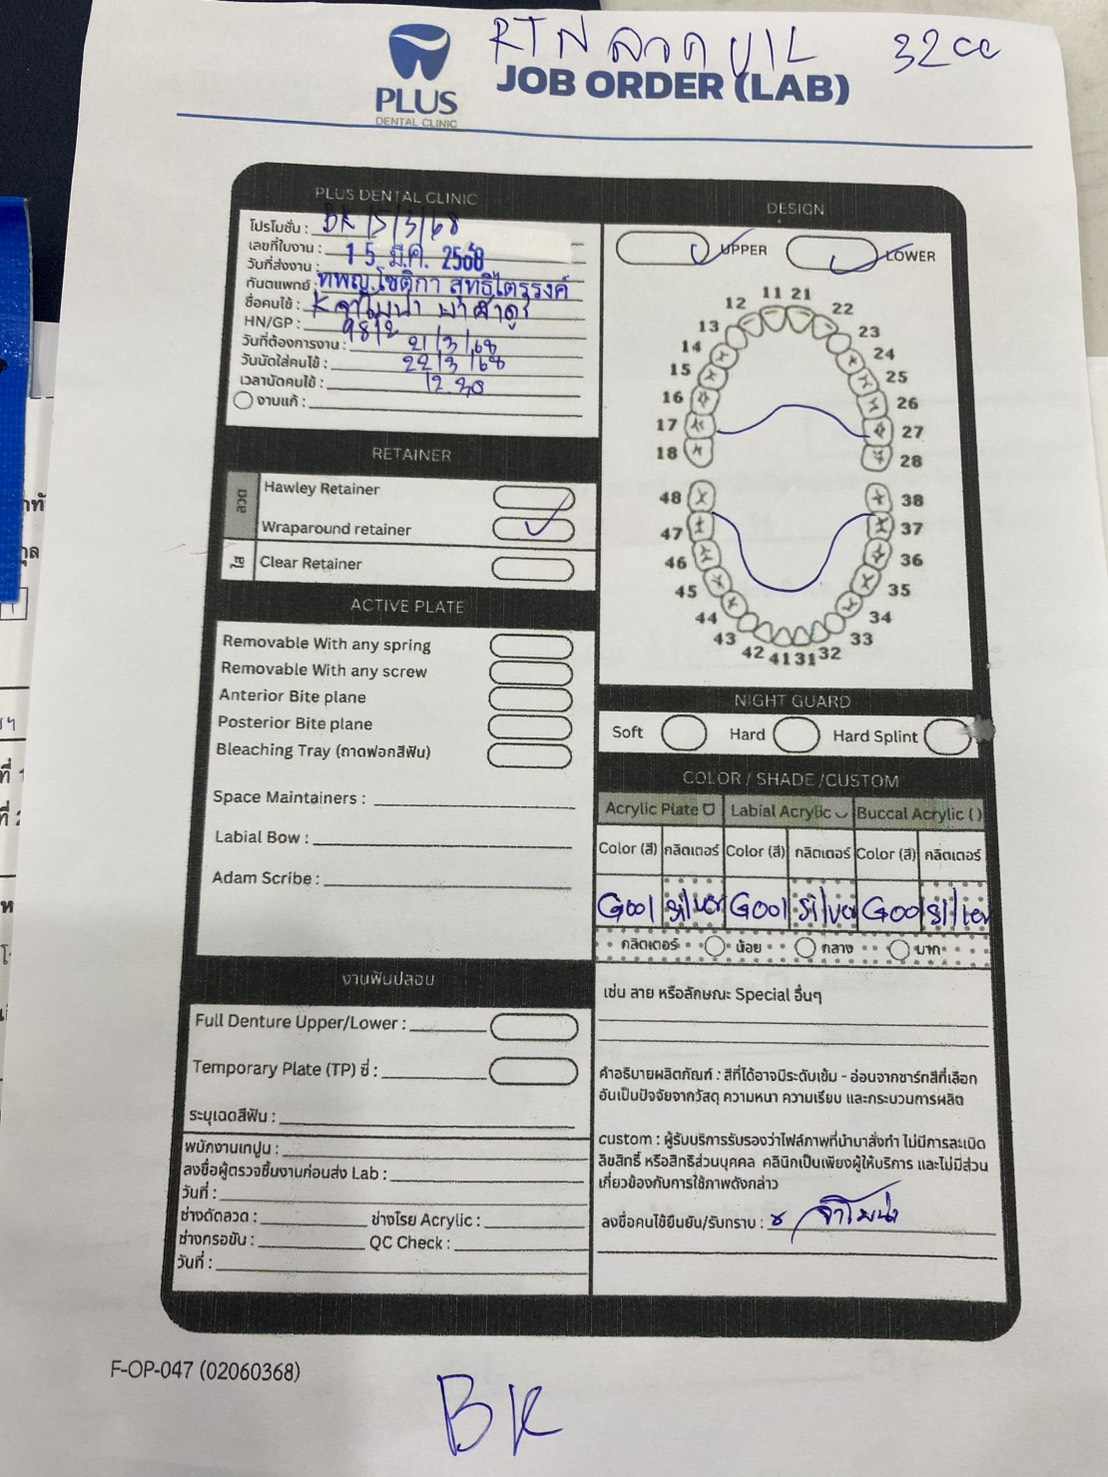 RTN ลวด U/L 32cc
PLUS
DENTAL CLINIC
JOB ORDER (LAB)
PLUS DENTAL CLINIC
โปรโมชั่น :
เลขที่ใบงาน : BK 15/3/68
วันที่ส่งงาน : 15 มี.ค. 2568
ทันตแพทย์ : ทพญ.โชติกา สุทธิไตรรงค์
ชื่อคนไข้ :
HN/GP : 9812
วันที่ต้องการงาน : 21/3/68
วันนัดใส่คนไข้ : 22/3/68
เวลานัดคนไข้ : 12.30
งานแก้ :
RETAINER
ลวด
Hawley Retainer
Wraparound retainer
ใส
Clear Retainer
ACTIVE PLATE
Removable With any spring
Removable With any screw
Anterior Bite plane
Posterior Bite plane
Bleaching Tray (ถาดฟอกสีฟัน)
Space Maintainers :
Labial Bow :
Adam Scribe :
งานฟันปลอม
Full Denture Upper/Lower :
Temporary Plate (TP) ซี่ :
ระบุเฉดสีฟัน :
พนักงานเทปูน :
ลงชื่อผู้ตรวจชิ้นงานก่อนส่ง Lab :
วันที่ :
ช่างดัดลวด : ช่างโรย Acrylic :
ช่างกรอขัน : QC Check :
วันที่ :
DESIGN
UPPER LOWER
11 21
12 22
13 23
14 24
15 25
16 26
17 27
18 28
48 38
47 37
46 36
45 35
44 34
43 33
42 41 31 32
NIGHT GUARD
Soft Hard Hard Splint
COLOR / SHADE /CUSTOM
Acrylic Plate Labial Acrylic Buccal Acrylic ( )
Color (สี) กลิตเตอร์ Color (สี) กลิตเตอร์ Color (สี) กลิตเตอร์
G001 silver G001 silver G00 silver
กลิตเตอร์ น้อย กลาง มาก
เช่น ลาย หรือลักษณะ Special อื่นๆ
คำอธิบายผลิตภัณฑ์ : สีที่ได้อาจมีระดับเข้ม - อ่อนจากชาร์ทสีที่เลือก
อันเป็นปัจจัยจากวัสดุ ความหนา ความเรียบ และกระบวนการผลิต
custom : ผู้รับบริการรับรองว่าไฟล์ภาพที่นำมาสั่งทำ ไม่มีการละเมิด
ลิขสิทธิ์ หรือสิทธิส่วนบุคคล คลินิกเป็นเพียงผู้ให้บริการ และไม่มีส่วน
เกี่ยวข้องกับการใช้ภาพดังกล่าว
ลงชื่อคนไข้ยืนยัน/รับทราบ :
F-OP-047 (02060368)
BK